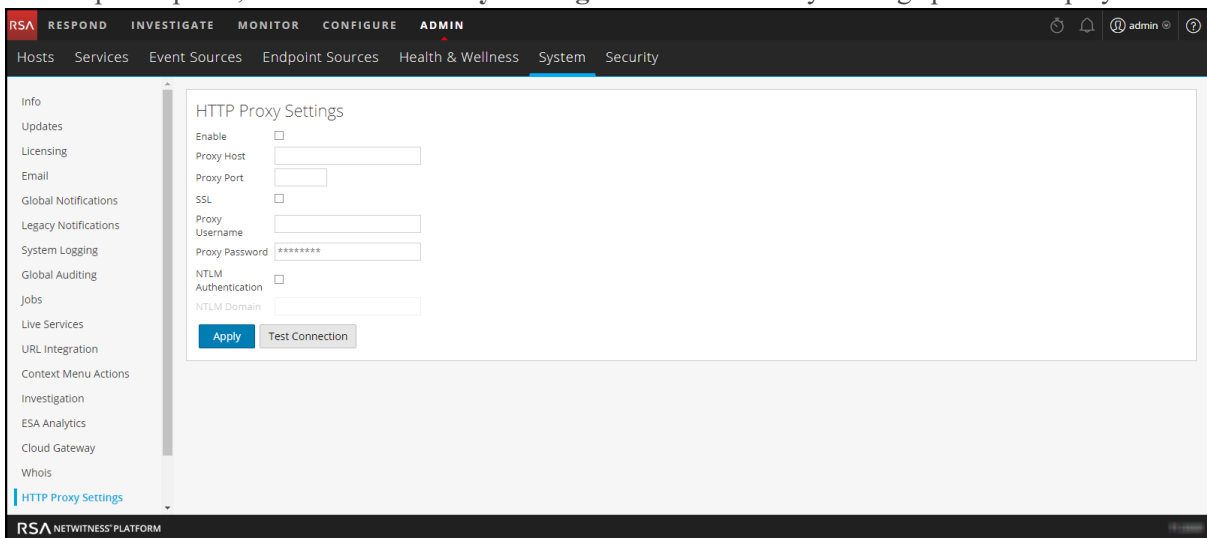 RSA RESPOND INVESTIGATE MONITOR CONFIGURE ADMIN admin
Hosts Services Event Sources Endpoint Sources Health & Wellness System Security
Info
Updates
Licensing
Email
Global Notifications
Legacy Notifications
System Logging
Global Auditing
Jobs
Live Services
URL Integration
Context Menu Actions
Investigation
ESA Analytics
Cloud Gateway
Whois
HTTP Proxy Settings
HTTP Proxy Settings
Enable
Proxy Host
Proxy Port
SSL
Proxy
Username
Proxy Password ********
NTLM
Authentication
NTLM Domain
Apply Test Connection
RSA NETWITNESS® PLATFORM